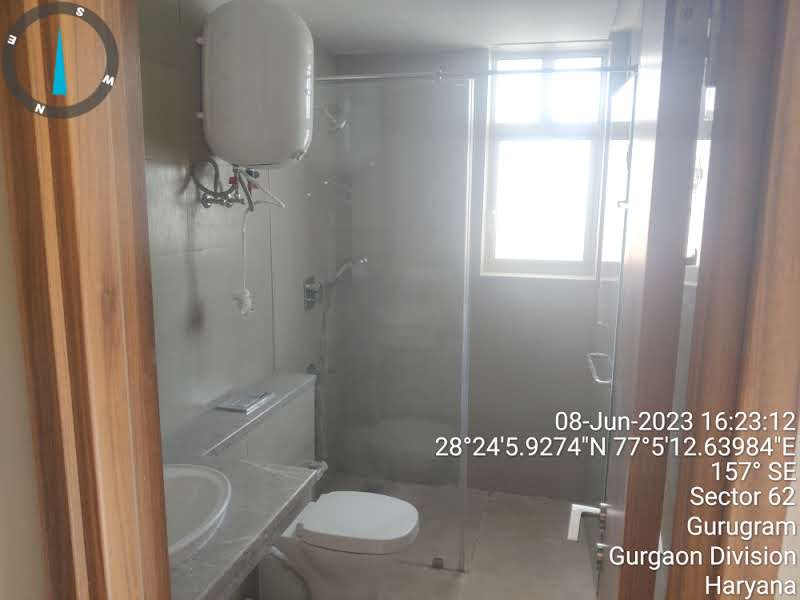 S
E
W
N
08-Jun-2023 16:23:12
28°24'5.9274"N 77°5'12.63984"E
157° SE
Sector 62
Gurugram
Gurgaon Division
Haryana